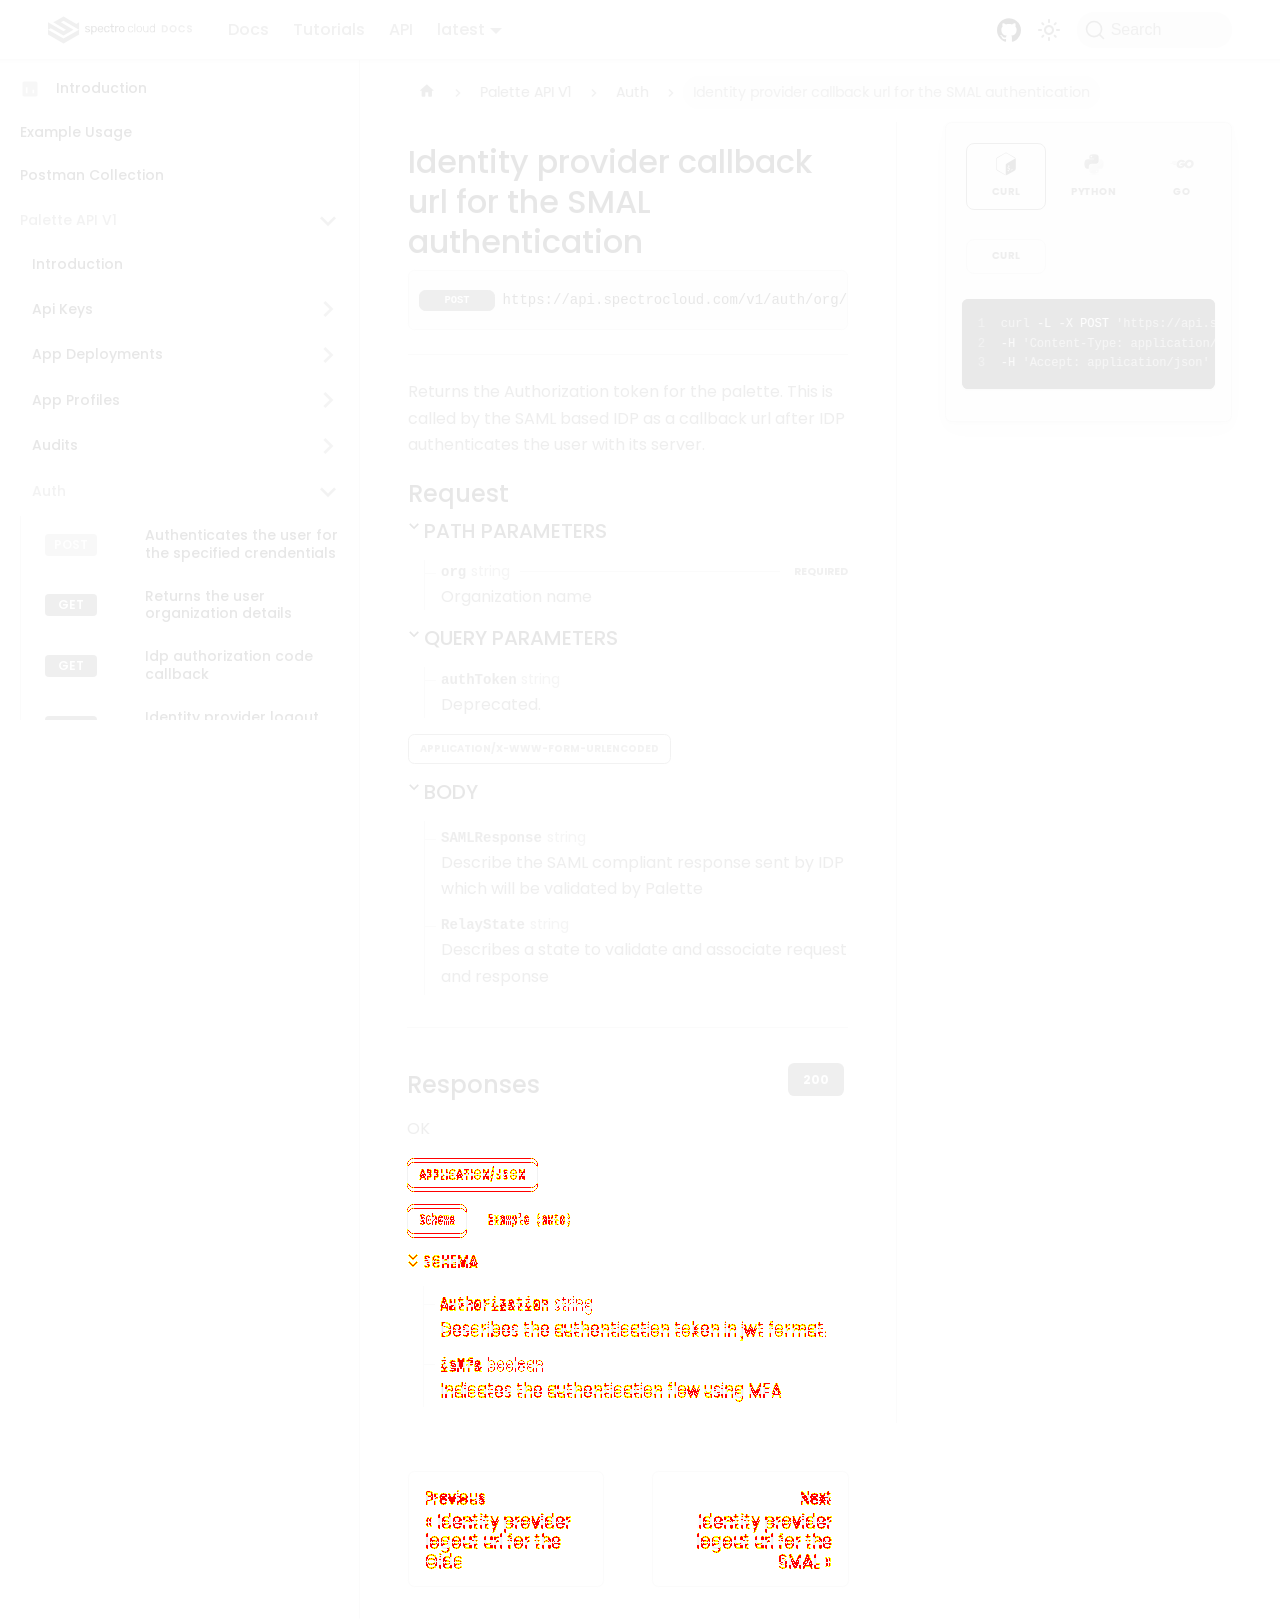 spectro cloud DOCS Docs Tutorials API latest Search
Introduction
Example Usage
Postman Collection
Palette API V1
Introduction
Api Keys
App Deployments
App Profiles
Audits
Auth
POST Authenticates the user for
the specified crendentials
GET Returns the user
organization details
GET Idp authorization code
callback
Identity provider logout
Palette API V1 Auth Identity provider callback url for the SMAL authentication
Identity provider callback
url for the SMAL
authentication
POST https://api.spectrocloud.com/v1/auth/org/
Returns the Authorization token for the palette. This is
called by the SAML based IDP as a callback url after IDP
authenticates the user with its server.
Request
PATH PARAMETERS
org string REQUIRED
Organization name
QUERY PARAMETERS
authToken string
Deprecated.
APPLICATION/X-WWW-FORM-URLENCODED
BODY
SAMLResponse string
Describe the SAML compliant response sent by IDP
which will be validated by Palette
RelayState string
Describes a state to validate and associate request
and response
Responses 200
OK
APPLICATION/JSON
Schema Example (auto)
SCHEMA
Authorization string
Describes the authentication token in jwt format.
isMfa boolean
Indicates the authentication flow using MFA
Previous
« Identity provider
logout url for the
Oidc
Next
Identity provider
logout url for the
SMAL »
CURL PYTHON GO
CURL
1 curl -L -X POST 'https://api.s
2 -H 'Content-Type: application/
3 -H 'Accept: application/json'